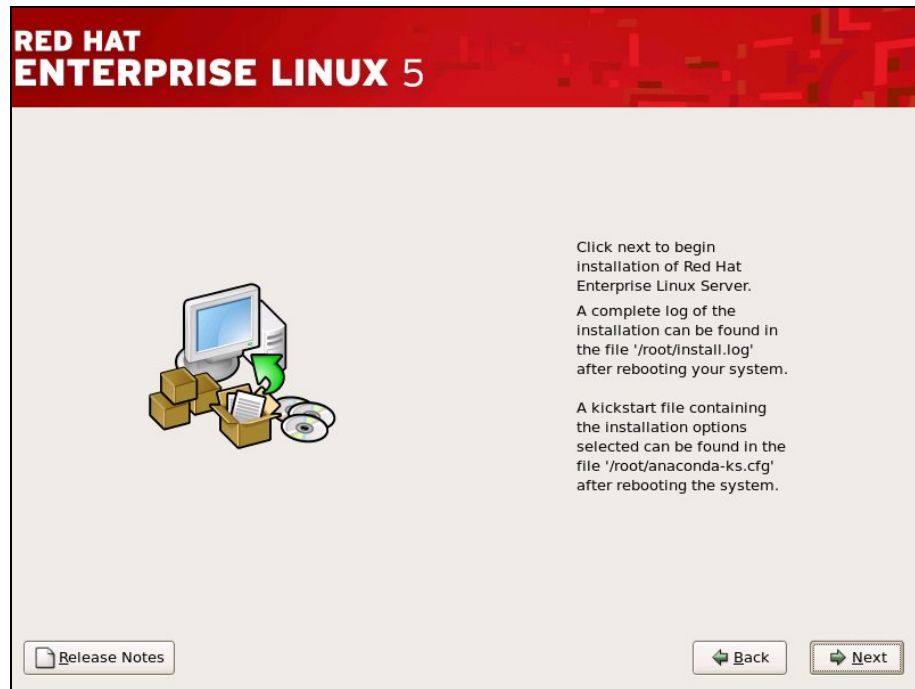 RED HAT
ENTERPRISE LINUX 5
Click next to begin
installation of Red Hat
Enterprise Linux Server.
A complete log of the
installation can be found in
the file '/root/install.log'
after rebooting your system.
A kickstart file containing
the installation options
selected can be found in the
file '/root/anaconda-ks.cfg'
after rebooting the system.
Release Notes
Back
Next